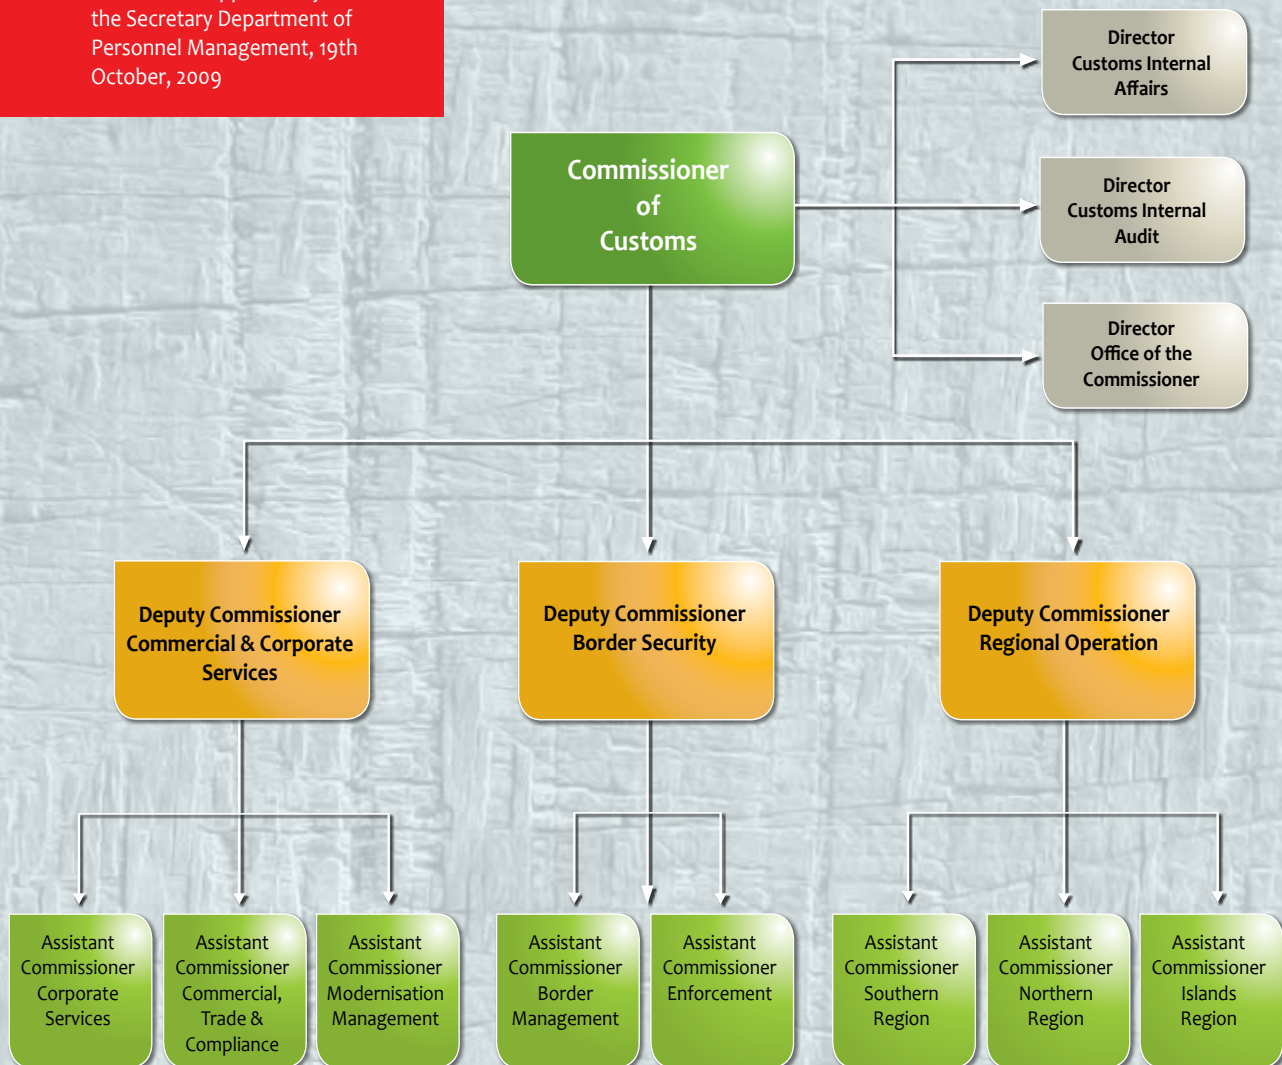 the Secretary Department of
Personnel Management, 19th
October, 2009
Director
Customs Internal
Affairs
Commissioner
of
Customs
Director
Customs Internal
Audit
Director
Office of the
Commissioner
Deputy Commissioner
Commercial & Corporate
Services
Deputy Commissioner
Border Security
Deputy Commissioner
Regional Operation
Assistant
Commissioner
Corporate
Services
Assistant
Commissioner
Commercial,
Trade &
Compliance
Assistant
Commissioner
Modernisation
Management
Assistant
Commissioner
Border
Management
Assistant
Commissioner
Enforcement
Assistant
Commissioner
Southern
Region
Assistant
Commissioner
Northern
Region
Assistant
Commissioner
Islands
Region